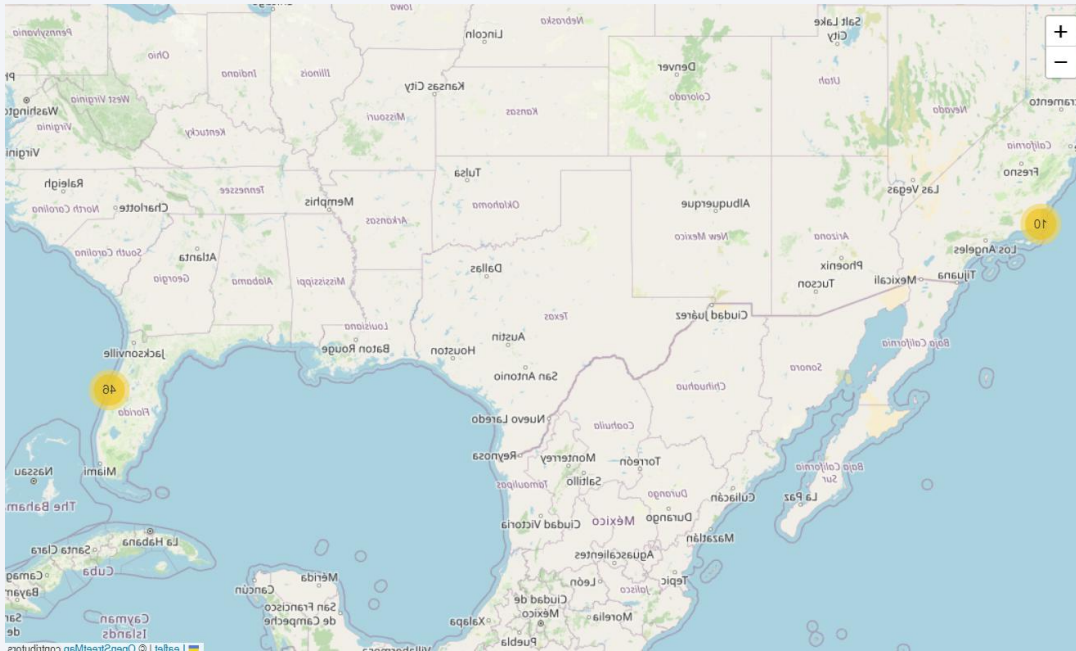 Iowa
Nebraska
Lincoln
Salt Lake
City
Pennsylvania
Ohio
Indiana
Illinois
Denver
Utah
Kansas City
Colorado
Nevada
West Virginia
Missouri
Kansas
Washington
Virginia
Kentucky
California
Fresno
Tulsa
Las Vegas
Raleigh
Tennessee
Memphis
Oklahoma
Albuquerque
North Carolina
Charlotte
Arkansas
10
New Mexico
Arizona
Los Angeles
South Carolina
Atlanta
Phoenix
Dallas
Tijuana
Georgia
Alabama
Mississippi
Mexicali
Tucson
Texas
Ciudad Juárez
Louisiana
Austin
Baja California
Jacksonville
Baton Rouge
Houston
Sonora
San Antonio
46
Chihuahua
Florida
Nuevo Laredo
Coahuila
Reynosa
Monterrey
Torreón
Miami
Baja California
Sur
Nassau
Saltillo
Tamaulipas
Durango
Culiacán
La Paz
The Bahamas
Ciudad Victoria
México
Durango
Mazatlán
La Habana
Santa Clara
Aguascalientes
Cuba
Mérida
León
Tepic
Cancún
Jalisco
Ciudad de
México
San Francisco
de Campeche
Cayman
Islands
Xalapa
Morelia
Puebla
Villahermosa
Leaflet | © OpenStreetMap contributors
+
−